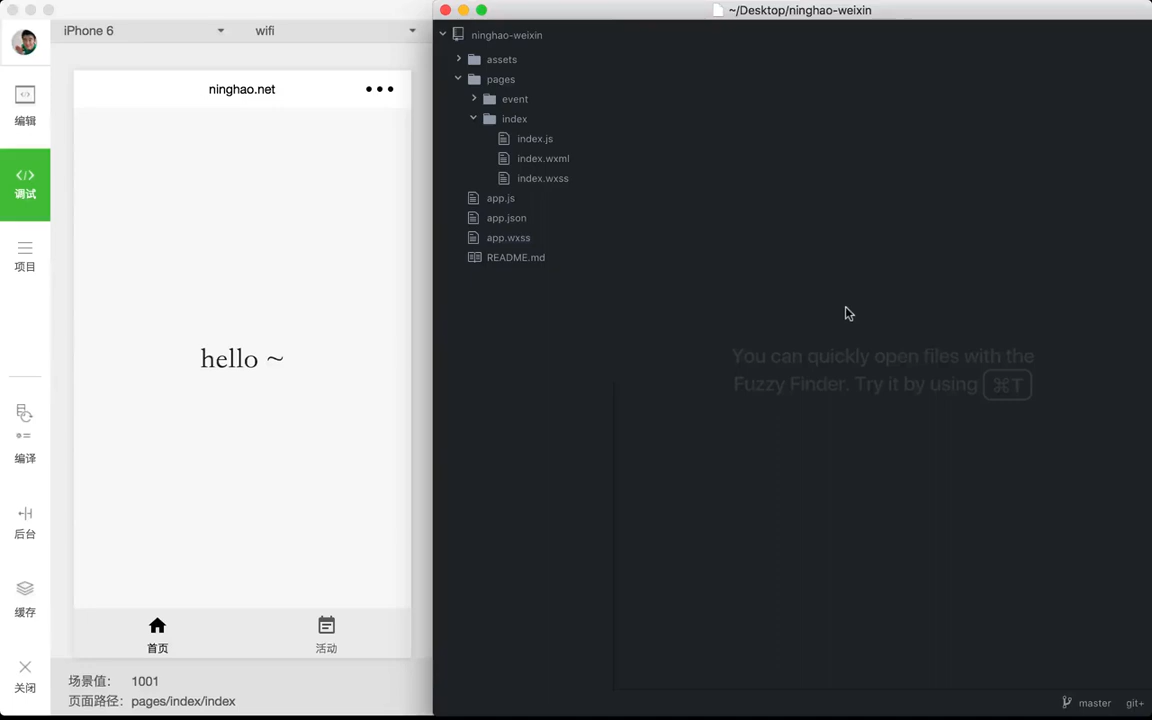 iPhone 6
wifi
编辑
调试
项目
编译
后台
缓存
关闭
ninghao.net
hello ~
首页
活动
场景值： 1001
页面路径： pages/index/index
~/Desktop/ninghao-weixin
ninghao-weixin
assets
pages
event
index
index.js
index.wxml
index.wxss
app.js
app.json
app.wxss
README.md
You can quickly open files with the
Fuzzy Finder. Try it by using ⌘T
master
git+